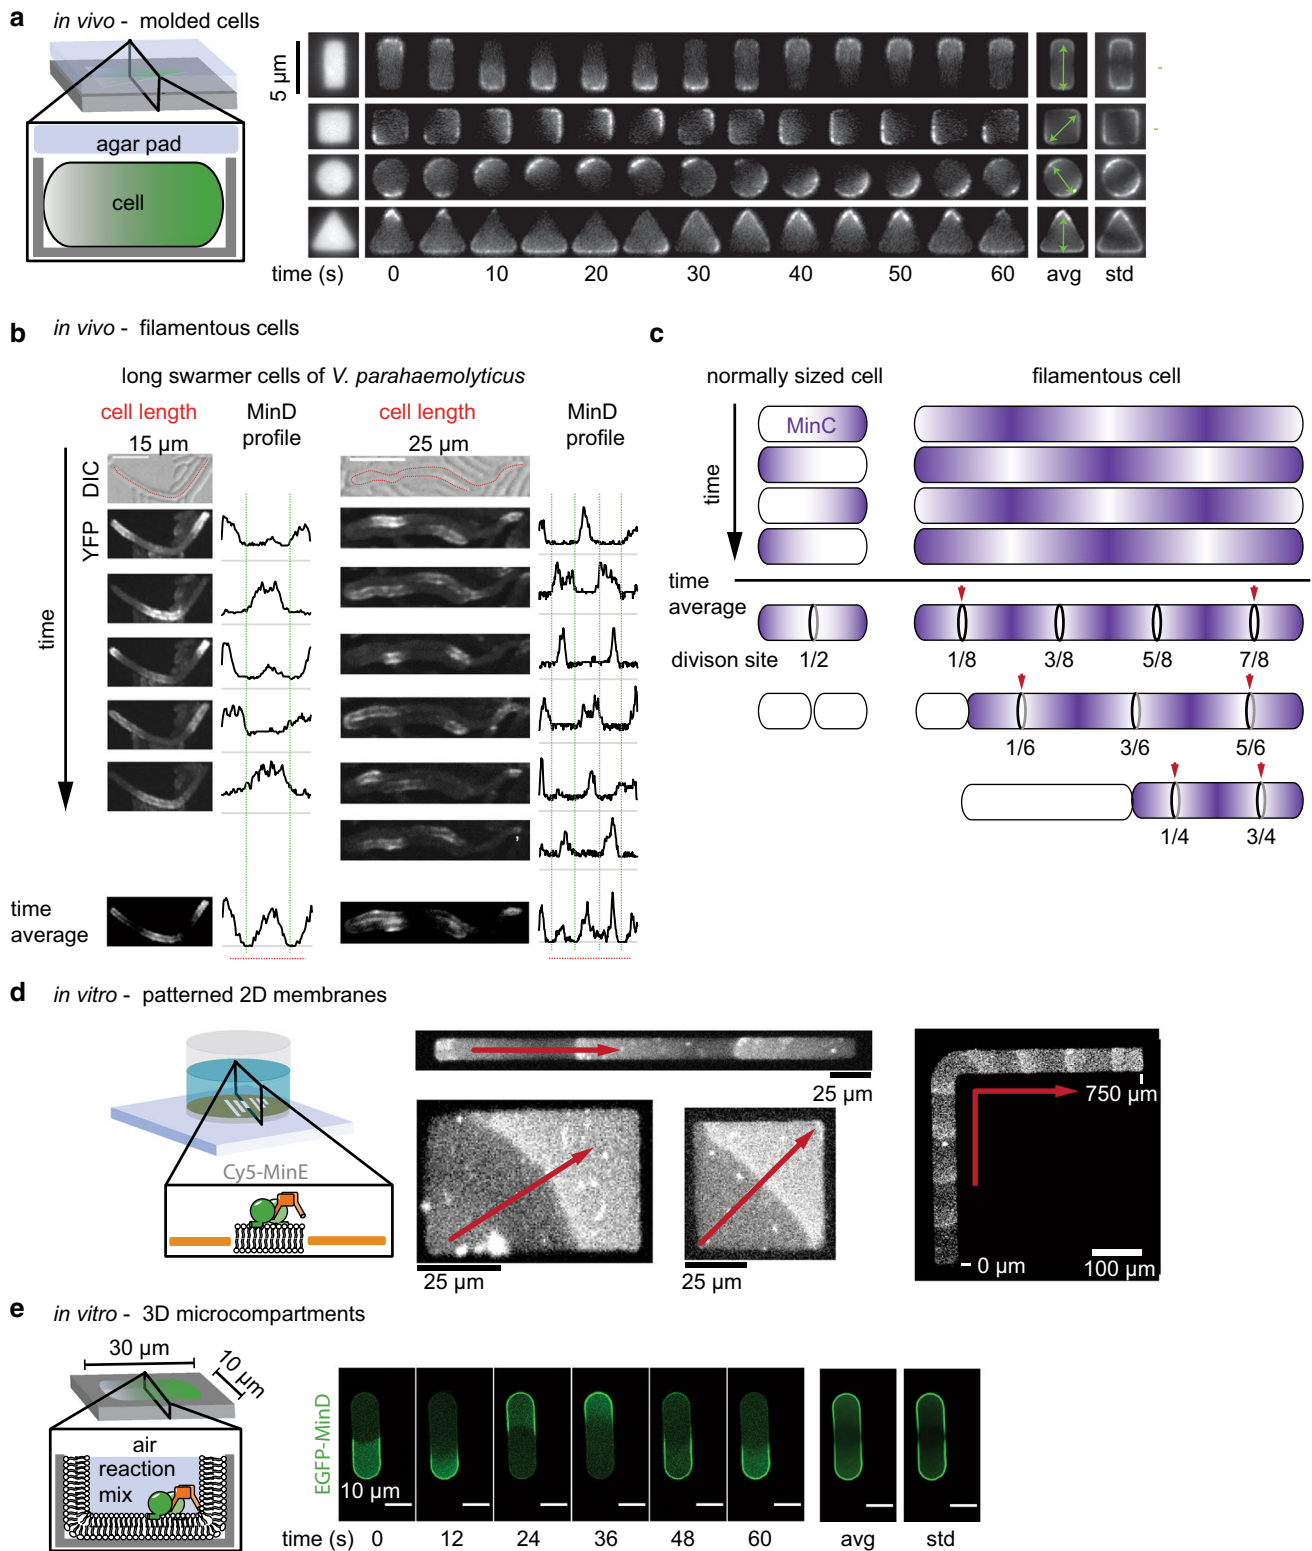 a
in vivo - molded cells
agar pad
cell
5 µm
time (s) 0 10 20 30 40 50 60 avg std
b
in vivo - filamentous cells
long swarmer cells of V. parahaemolyticus
cell length MinD profile cell length MinD profile
15 µm 25 µm
DIC
YFP
time
time average
c
normally sized cell filamentous cell
MinC
time
time average
divison site 1/2 1/8 3/8 5/8 7/8
1/6 3/6 5/6
1/4 3/4
d
in vitro - patterned 2D membranes
Cy5-MinE
25 µm
25 µm
25 µm
750 µm
0 µm
100 µm
e
in vitro - 3D microcompartments
30 µm
10 µm
air
reaction
mix
EGFP-MinD
10 µm
time (s) 0 12 24 36 48 60 avg std